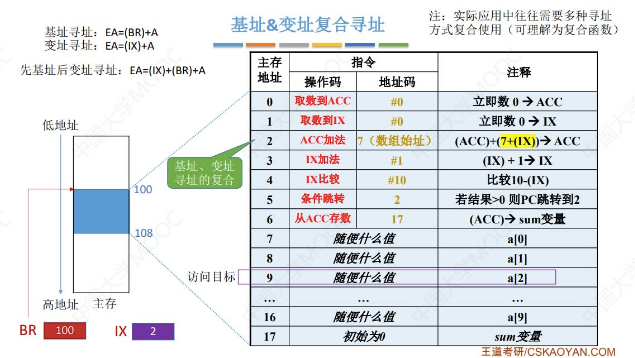 基址&变址复合寻址
注：实际应用中往往需要多种寻址
方式复合使用（可理解为复合函数）
基址寻址：EA=(BR)+A
变址寻址：EA=(IX)+A
先基址后变址寻址：EA=(IX)+(BR)+A
低地址
100
108
高地址 主存
BR 100 IX 2
基址、变址
寻址的复合
访问目标
主存地址 指令 注释
操作码 地址码
0 取数到ACC #0 立即数 0 → ACC
1 取数到IX #0 立即数 0 → IX
2 ACC加法 7（数组始址） (ACC)+(7+(IX))→ ACC
3 IX加法 #1 (IX) + 1→ IX
4 IX比较 #10 比较10-(IX)
5 条件跳转 2 若结果>0 则PC跳转到2
6 从ACC存数 17 (ACC)→ sum变量
7 随便什么值 a[0]
8 随便什么值 a[1]
9 随便什么值 a[2]
... ... ...
16 随便什么值 a[9]
17 初始为0 sum变量
王道考研/CSKAOYAN.COM
中国大学MOOC